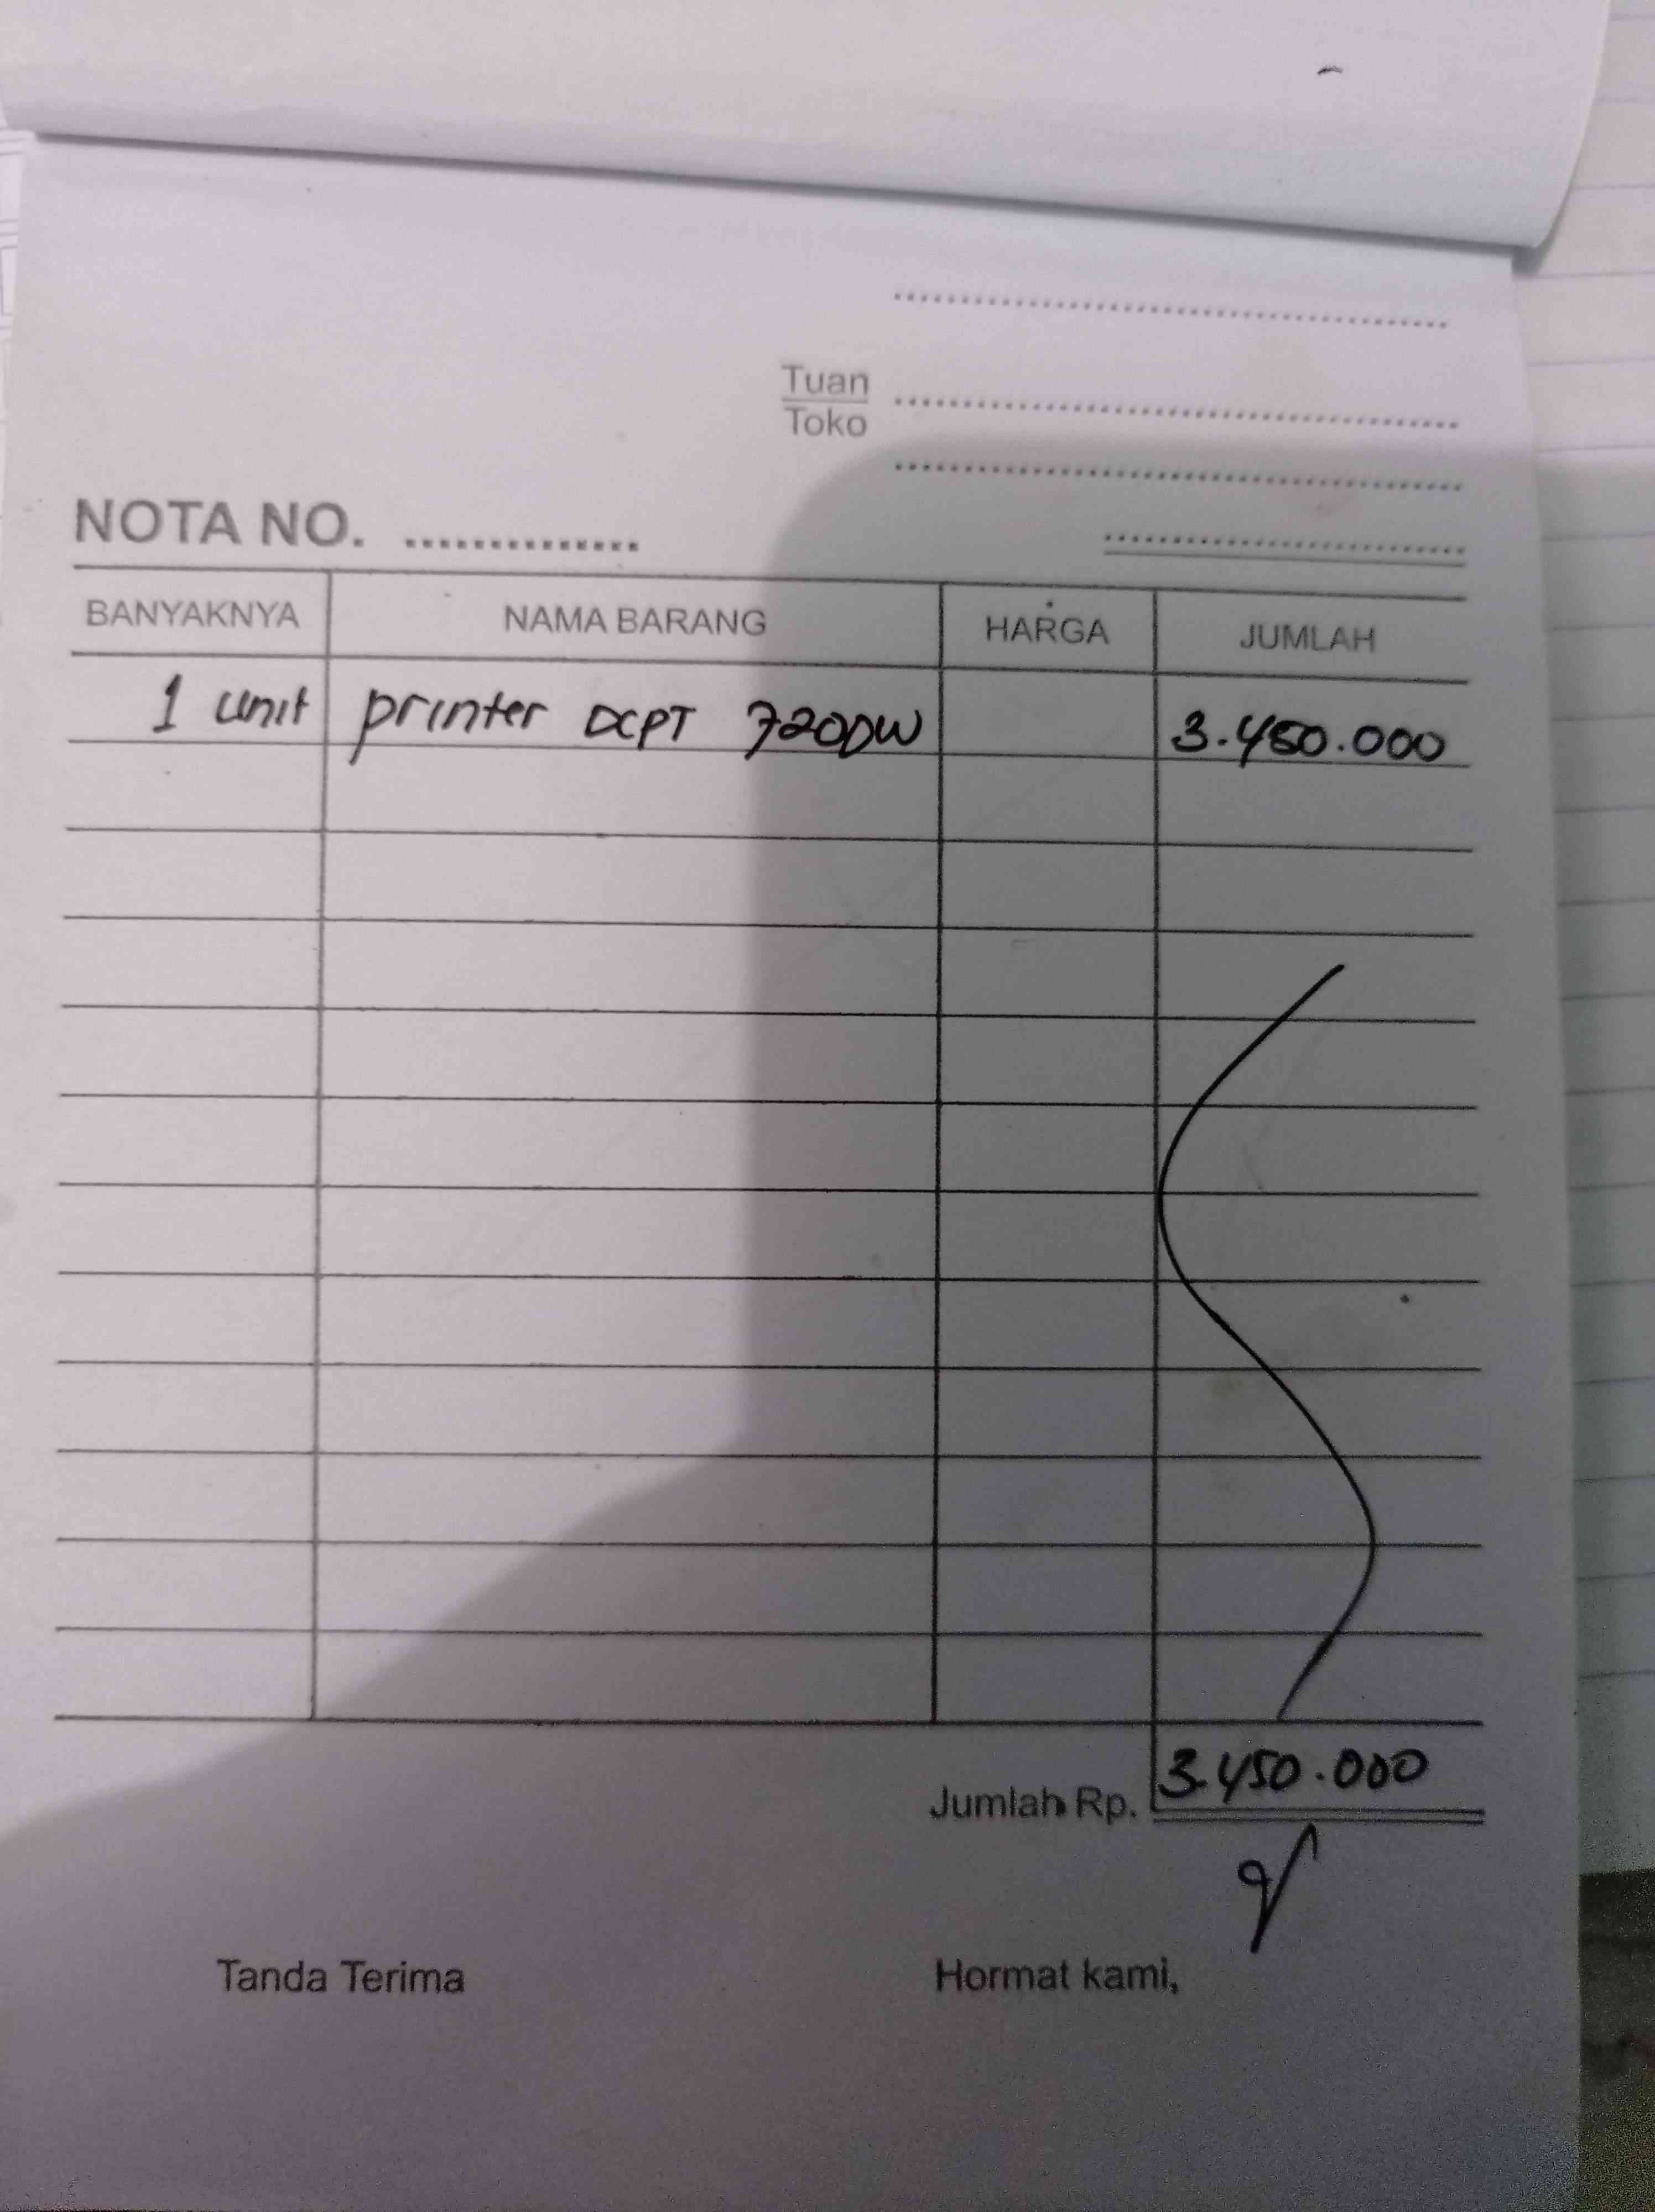 Tuan
Toko
NOTA NO. ...............
BANYAKNYA NAMA BARANG HARGA JUMLAH
1 unit printer DCPT 720DW 3.450.000
Jumlah Rp. 3.450.000
Tanda Terima Hormat kami,